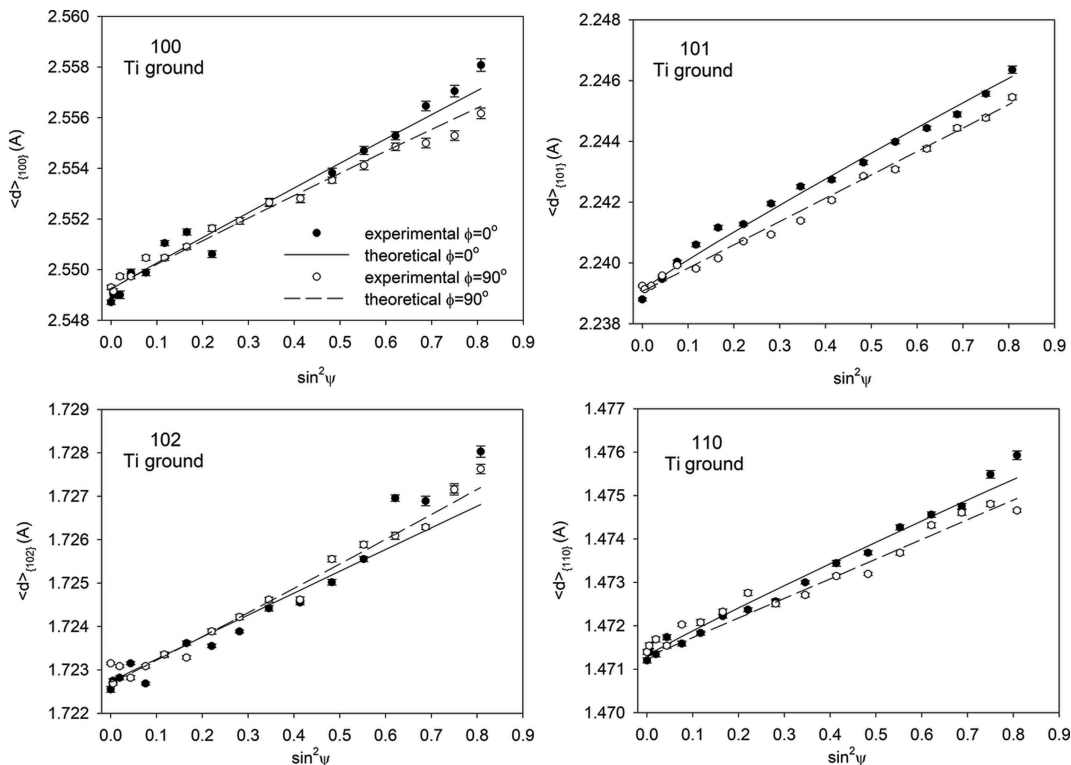 100
Ti ground
<d>{100} (A)
2.560
2.558
2.556
2.554
2.552
2.550
2.548
experimental ϕ=0°
theoretical ϕ=0°
experimental ϕ=90°
theoretical ϕ=90°
0.0 0.1 0.2 0.3 0.4 0.5 0.6 0.7 0.8 0.9
sin²ψ
101
Ti ground
<d>{101} (A)
2.248
2.246
2.244
2.242
2.240
2.238
0.0 0.1 0.2 0.3 0.4 0.5 0.6 0.7 0.8 0.9
sin²ψ
102
Ti ground
<d>{102} (A)
1.729
1.728
1.727
1.726
1.725
1.724
1.723
1.722
0.0 0.1 0.2 0.3 0.4 0.5 0.6 0.7 0.8 0.9
sin²ψ
110
Ti ground
<d>{110} (A)
1.477
1.476
1.475
1.474
1.473
1.472
1.471
1.470
0.0 0.1 0.2 0.3 0.4 0.5 0.6 0.7 0.8 0.9
sin²ψ